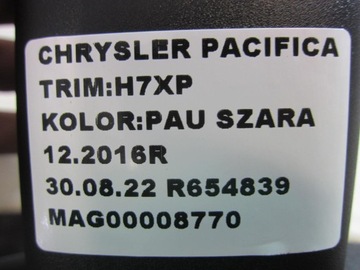 CHRYSLER PACIFICA
TRIM:H7XP
KOLOR:PAU SZARA
12.2016R
30.08.22 R654839
MAG00008770